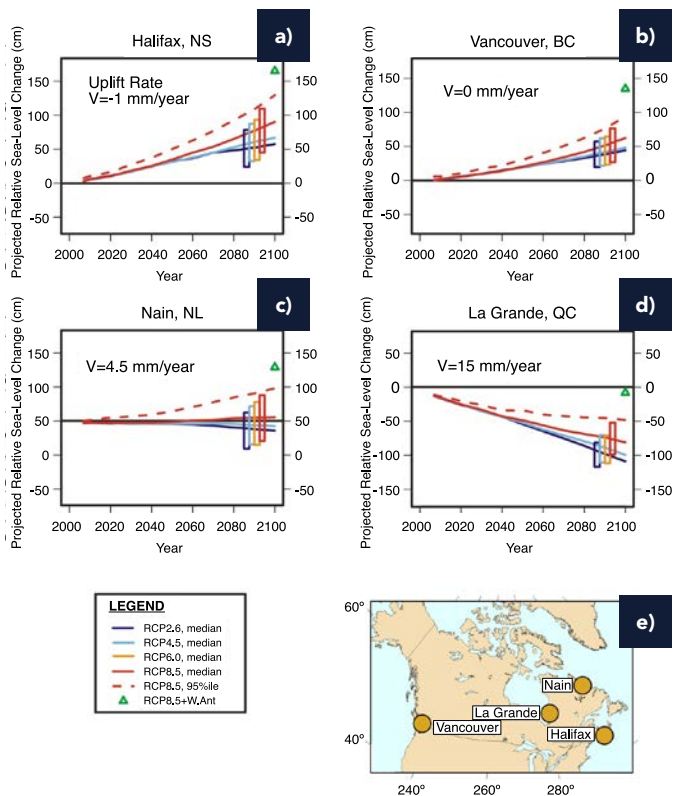 Halifax, NS
a)
Projected Relative Sea-Level Change (cm)
150
100
50
0
-50
Uplift Rate
V=-1 mm/year
150
100
50
0
-50
2000 2020 2040 2060 2080 2100
Year
Vancouver, BC
b)
Projected Relative Sea-Level Change (cm)
150
100
50
0
-50
V=0 mm/year
150
100
50
0
-50
2000 2020 2040 2060 2080 2100
Year
Nain, NL
c)
Projected Relative Sea-Level Change (cm)
150
100
50
0
-50
V=4.5 mm/year
150
100
50
0
-50
2000 2020 2040 2060 2080 2100
Year
La Grande, QC
d)
Projected Relative Sea-Level Change (cm)
50
0
-50
-100
-150
V=15 mm/year
50
0
-50
-100
-150
2000 2020 2040 2060 2080 2100
Year
LEGEND
RCP2.6, median
RCP4.5, median
RCP6.0, median
RCP8.5, median
RCP8.5, 95%ile
RCP8.5+W.Ant
e)
60°
40°
Nain
La Grande
Vancouver
Halifax
240° 260° 280°